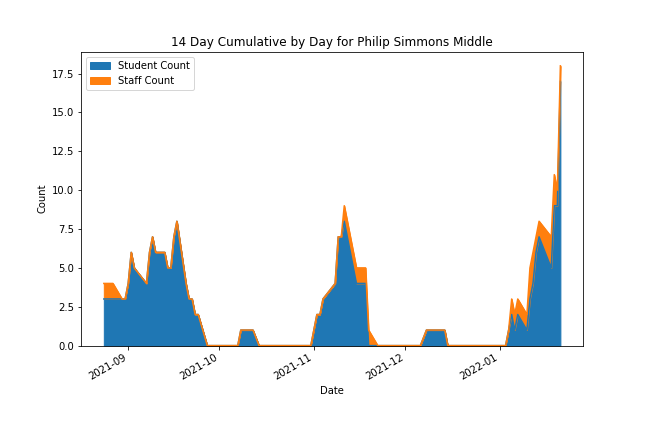 14 Day Cumulative by Day for Philip Simmons Middle
Student Count
Staff Count
17.5
15.0
12.5
10.0
7.5
5.0
2.5
0.0
Count
2021-09
2021-10
2021-11
2021-12
2022-01
Date